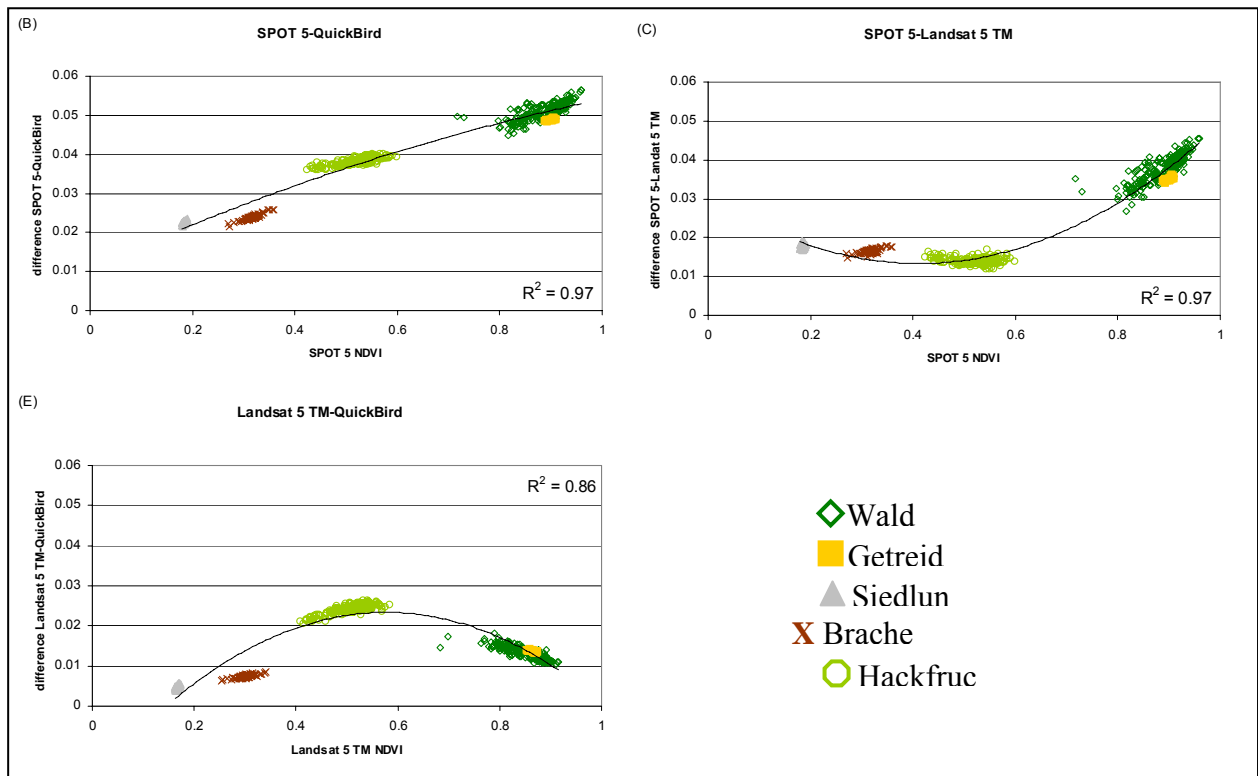 (B)
SPOT 5-QuickBird
difference SPOT 5-QuickBird
0.06
0.05
0.04
0.03
0.02
0.01
0
R² = 0.97
0 0.2 0.4 0.6 0.8 1
SPOT 5 NDVI
(C)
SPOT 5-Landsat 5 TM
difference SPOT 5-Landat 5 TM
0.06
0.05
0.04
0.03
0.02
0.01
0
R² = 0.97
0 0.2 0.4 0.6 0.8 1
SPOT 5 NDVI
(E)
Landsat 5 TM-QuickBird
difference Landsat 5 TM-QuickBird
0.06
0.05
0.04
0.03
0.02
0.01
0
R² = 0.86
0 0.2 0.4 0.6 0.8 1
Landsat 5 TM NDVI
Wald
Getreid
Siedlun
Brache
Hackfruc